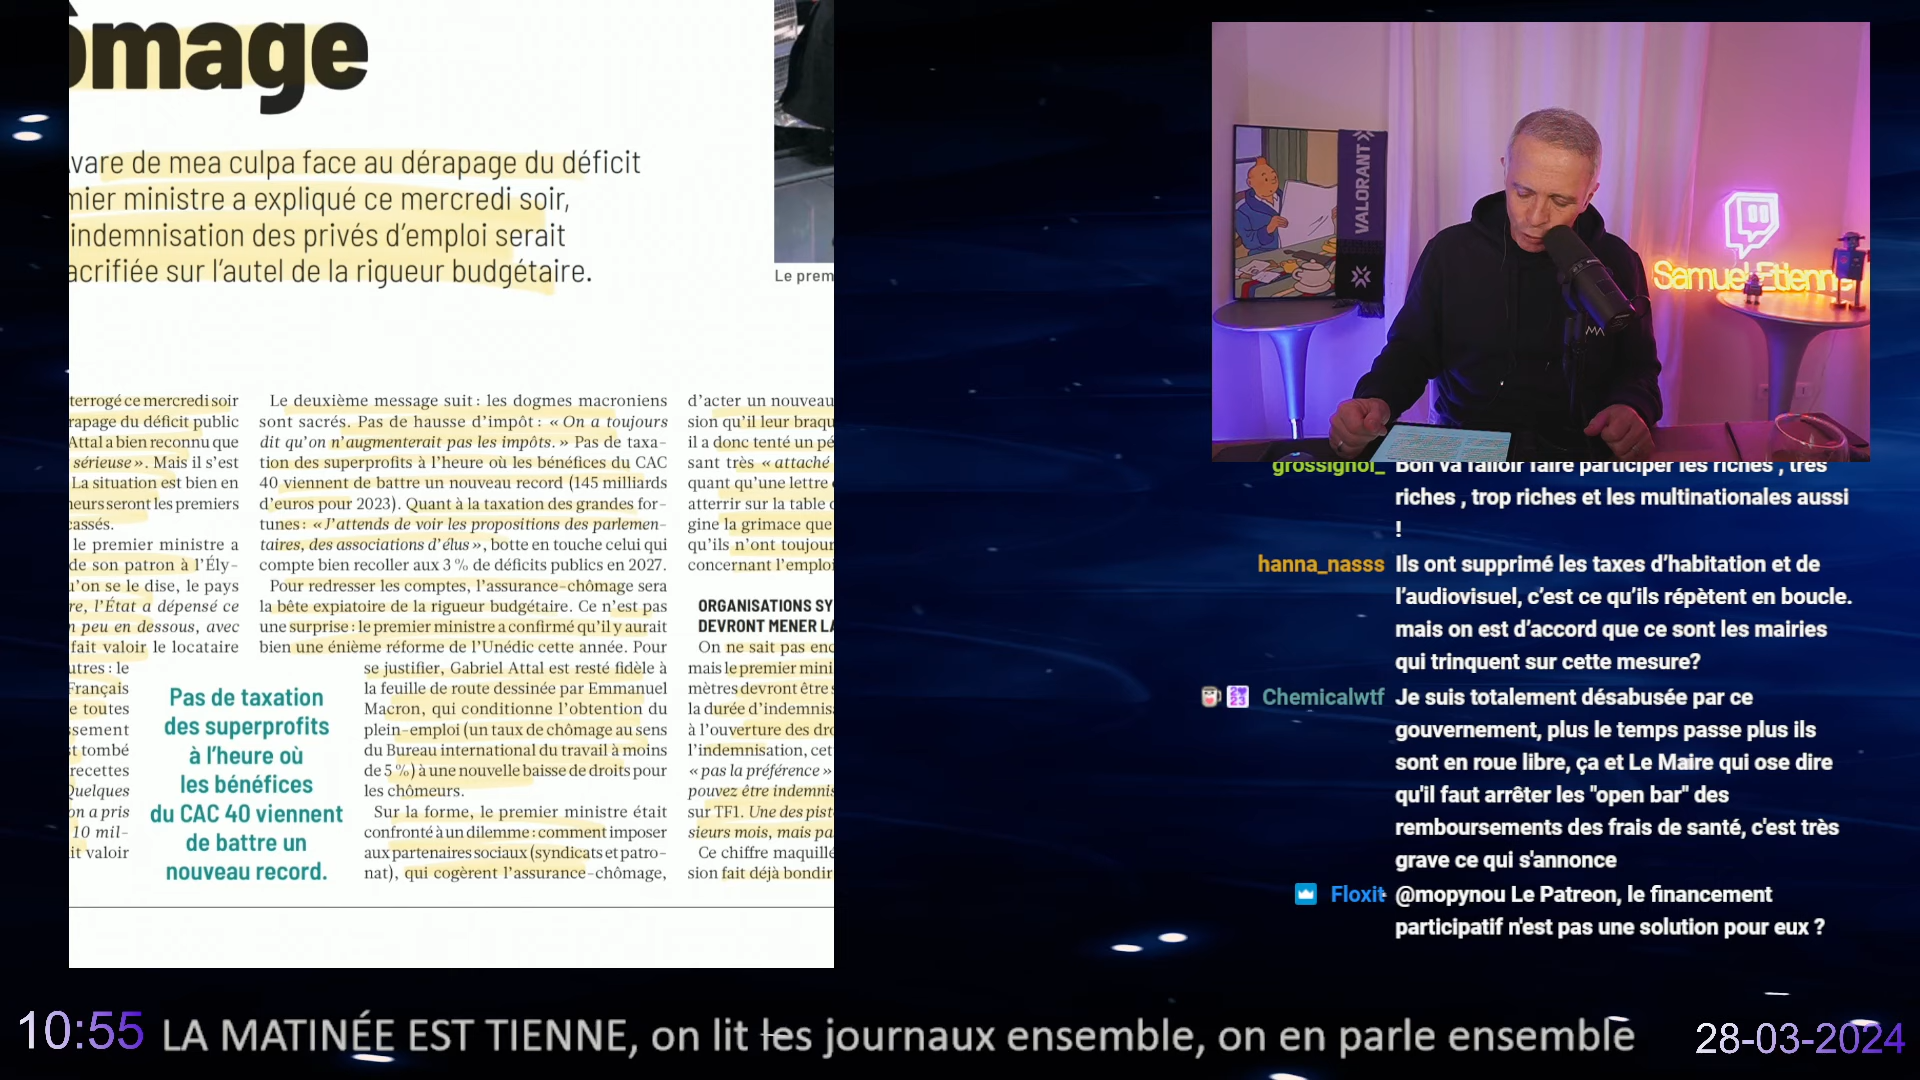 ômage
vare de mea culpa face au dérapage du déficit
mier ministre a expliqué ce mercredi soir,
indemnisation des privés d'emploi serait
acrifiée sur l'autel de la rigueur budgétaire.
Le prem
terrogé ce mercredi soir
rapage du déficit public
Attal a bien reconnu que
sérieuse ». Mais il s'est
La situation est bien en
neurs seront les premiers
cassés.
le premier ministre a
de son patron à l'Ély-
u'on se le dise, le pays
re, l'État a dépensé ce
n peu en dessous, avec
fait valoir le locataire
utres : le
Français
e toutes
ssement
t tombé
recettes
Quelques
on a pris
10 mil-
it valoir
Pas de taxation
des superprofits
à l'heure où
les bénéfices
du CAC 40 viennent
de battre un
nouveau record.
Le deuxième message suit : les dogmes macroniens
sont sacrés. Pas de hausse d'impôt : « On a toujours
dit qu'on n'augmenterait pas les impôts. » Pas de taxa-
tion des superprofits à l'heure où les bénéfices du CAC
40 viennent de battre un nouveau record (145 milliards
d'euros pour 2023). Quant à la taxation des grandes for-
tunes : « J'attends de voir les propositions des parlemen-
taires, des associations d'élus », botte en touche celui qui
compte bien recoller aux 3 % de déficits publics en 2027.
Pour redresser les comptes, l'assurance-chômage sera
la bête expiatoire de la rigueur budgétaire. Ce n'est pas
une surprise : le premier ministre a confirmé qu'il y aurait
bien une énième réforme de l'Unédic cette année. Pour
se justifier, Gabriel Attal est resté fidèle à
la feuille de route dessinée par Emmanuel
Macron, qui conditionne l'obtention du
plein-emploi (un taux de chômage au sens
du Bureau international du travail à moins
de 5 %) à une nouvelle baisse de droits pour
les chômeurs.
Sur la forme, le premier ministre était
confronté à un dilemme : comment imposer
aux partenaires sociaux (syndicats et patro-
nat), qui cogèrent l'assurance-chômage,
d'acter un nouveau
sion qu'il leur braqu
il a donc tenté un pé
sant très « attaché
quant qu'une lettre
atterrir sur la table
gine la grimace que
qu'ils n'ont toujour
concernant l'emploi
ORGANISATIONS SY
DEVRONT MENER LA
On ne sait pas enc
mais le premier mini
mètres devront être
la durée d'indemnis
à l'ouverture des dro
l'indemnisation, cet
« pas la préférence »
pouvez être indemnis
sur TF1. Une des pist
sieurs mois, mais pa
Ce chiffre maquillé
sion fait déjà bondir
VALORANT
Samuel Etienne
grossignol_ Bon va falloir faire participer les riches , très
riches , trop riches et les multinationales aussi
!
hanna_nasss Ils ont supprimé les taxes d'habitation et de
l'audiovisuel, c'est ce qu'ils répètent en boucle.
mais on est d'accord que ce sont les mairies
qui trinquent sur cette mesure?
Chemicalwtf Je suis totalement désabusée par ce
gouvernement, plus le temps passe plus ils
sont en roue libre, ça et Le Maire qui ose dire
qu'il faut arrêter les "open bar" des
remboursements des frais de santé, c'est très
grave ce qui s'annonce
Floxit @mopynou Le Patreon, le financement
participatif n'est pas une solution pour eux ?
10:55 LA MATINÉE EST TIENNE, on lit les journaux ensemble, on en parle ensemble 28-03-2024